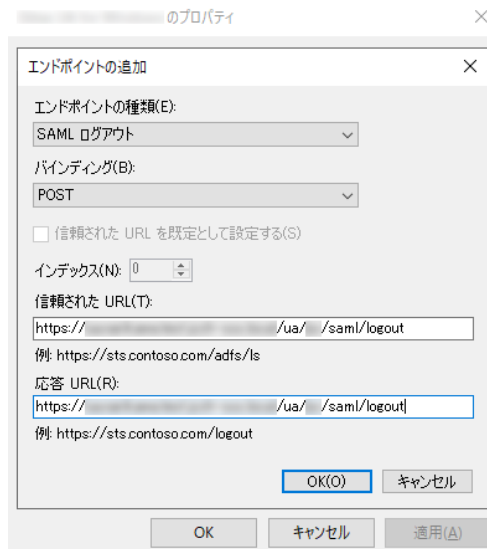 のプロパティ
エンドポイントの追加
エンドポイントの種類(E):
SAML ログアウト
バインディング(B):
POST
信頼された URL を既定として設定する(S)
インデックス(N): 0
信頼された URL(T):
https:// /ua/ /saml/logout
例: https://sts.contoso.com/adfs/ls
応答 URL(R):
https:// /ua/ /saml/logout
例: https://sts.contoso.com/logout
OK(O) キャンセル
OK キャンセル 適用(A)